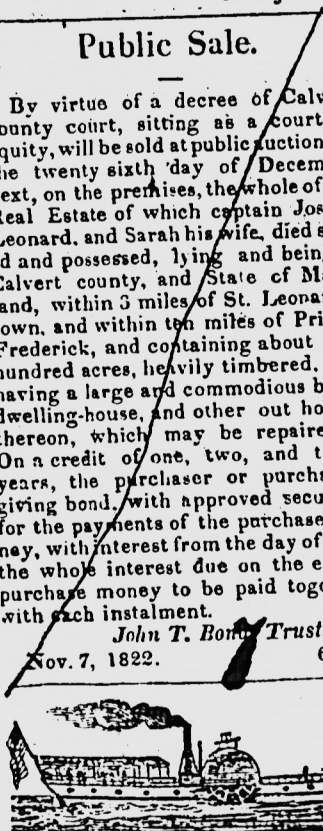 Public Sale.
By virtue of a decree of Calv
ounty court, sitting as a court
quity, will be sold at public auction
he twenty sixth day of Decem
ext, on the premises, the whole of
Real Estate of which captain Jos
Leonard, and Sarah his wife, died s
d and possessed, lying and bein
Calvert county, and State of M
and, within 3 miles of St. Leona
own, and within ten miles of Pri
Frederick, and containing about
hundred acres, heavily timbered,
having a large and commodious b
dwelling-house, and other out ho
thereon, which may be repaire
On a credit of one, two, and t
years, the purchaser or purcha
giving bond, with approved secu
for the payments of the purchase
ney, with interest from the day of
the whole interest due on the e
purchase money to be paid toge
with each instalment.
John T. Bond, Trust
Nov. 7, 1822. 6